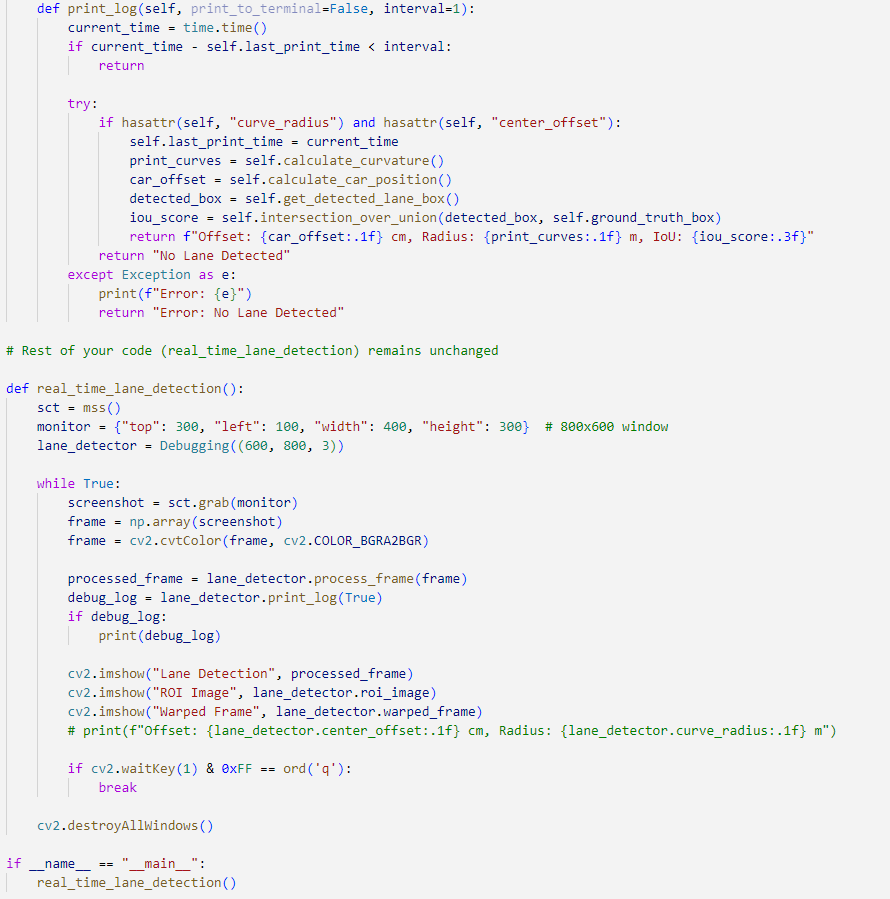 def print_log(self, print_to_terminal=False, interval=1):
current_time = time.time()
if current_time - self.last_print_time < interval:
return
try:
if hasattr(self, "curve_radius") and hasattr(self, "center_offset"):
self.last_print_time = current_time
print_curves = self.calculate_curvature()
car_offset = self.calculate_car_position()
detected_box = self.get_detected_lane_box()
iou_score = self.intersection_over_union(detected_box, self.ground_truth_box)
return f"Offset: {car_offset:.1f} cm, Radius: {print_curves:.1f} m, IoU: {iou_score:.3f}"
return "No Lane Detected"
except Exception as e:
print(f"Error: {e}")
return "Error: No Lane Detected"
# Rest of your code (real_time_lane_detection) remains unchanged
def real_time_lane_detection():
sct = mss()
monitor = {"top": 300, "left": 100, "width": 400, "height": 300}  # 800x600 window
lane_detector = Debugging((600, 800, 3))
while True:
screenshot = sct.grab(monitor)
frame = np.array(screenshot)
frame = cv2.cvtColor(frame, cv2.COLOR_BGRA2BGR)
processed_frame = lane_detector.process_frame(frame)
debug_log = lane_detector.print_log(True)
if debug_log:
print(debug_log)
cv2.imshow("Lane Detection", processed_frame)
cv2.imshow("ROI Image", lane_detector.roi_image)
cv2.imshow("Warped Frame", lane_detector.warped_frame)
# print(f"Offset: {lane_detector.center_offset:.1f} cm, Radius: {lane_detector.curve_radius:.1f} m")
if cv2.waitKey(1) & 0xFF == ord('q'):
break
cv2.destroyAllWindows()
if __name__ == "__main__":
real_time_lane_detection()